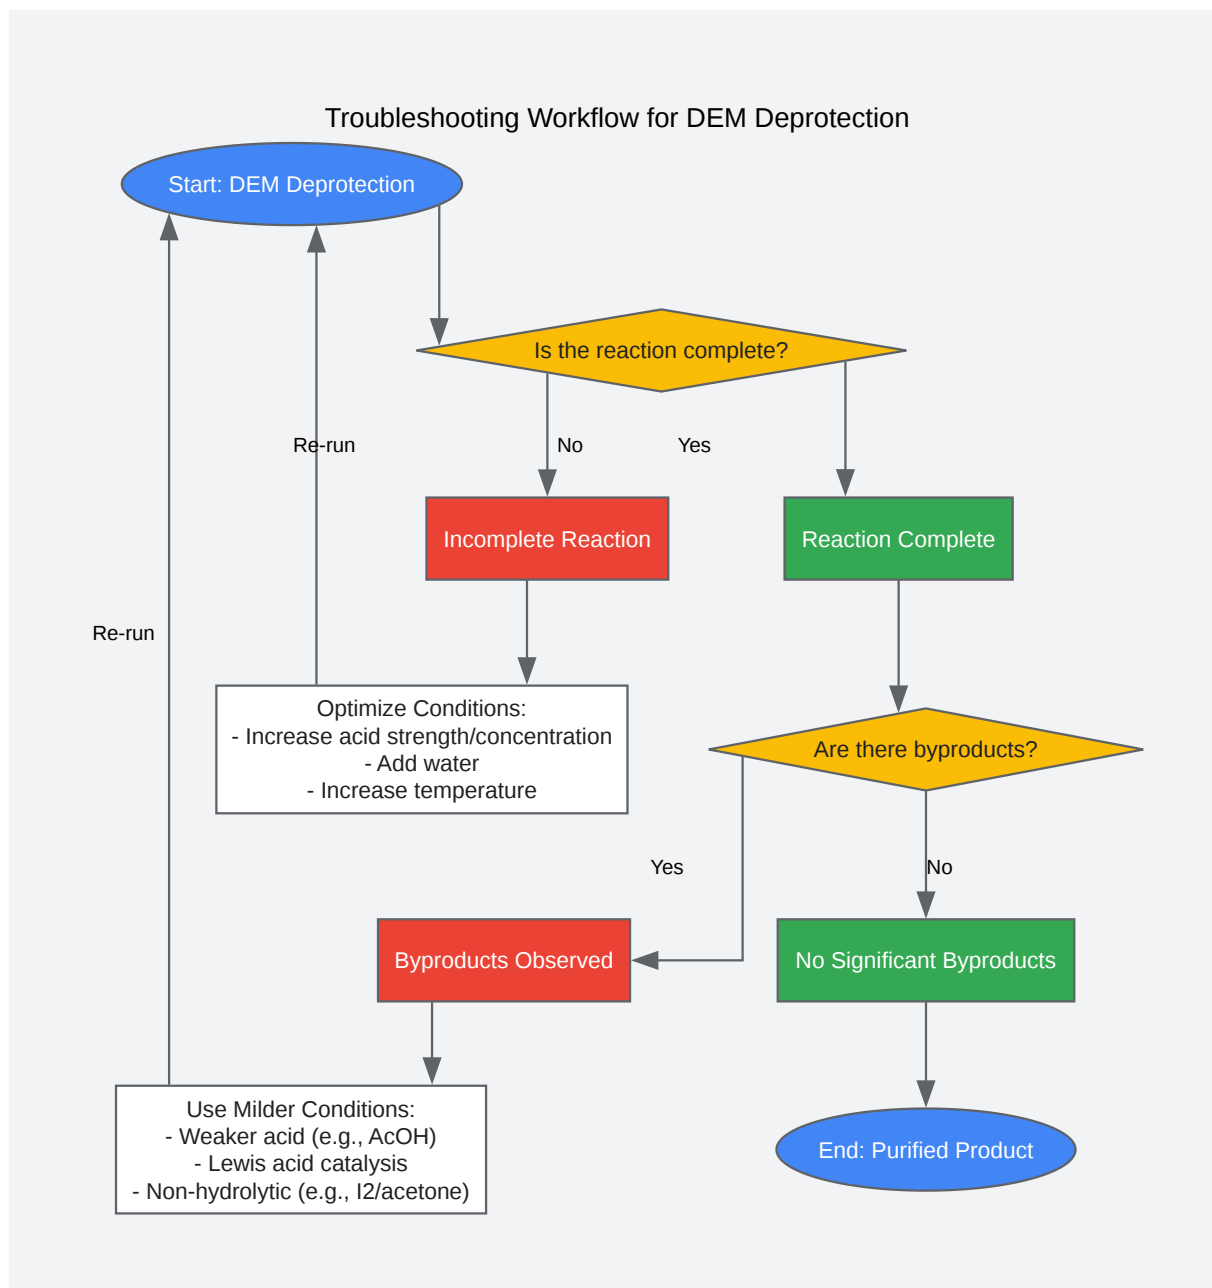 Troubleshooting Workflow for DEM Deprotection
Start: DEM Deprotection
Is the reaction complete?
Re-run
No
Yes
Incomplete Reaction
Reaction Complete
Re-run
Optimize Conditions:
- Increase acid strength/concentration
- Add water
- Increase temperature
Are there byproducts?
Yes
No
Byproducts Observed
No Significant Byproducts
Use Milder Conditions:
- Weaker acid (e.g., AcOH)
- Lewis acid catalysis
- Non-hydrolytic (e.g., I2/acetone)
End: Purified Product